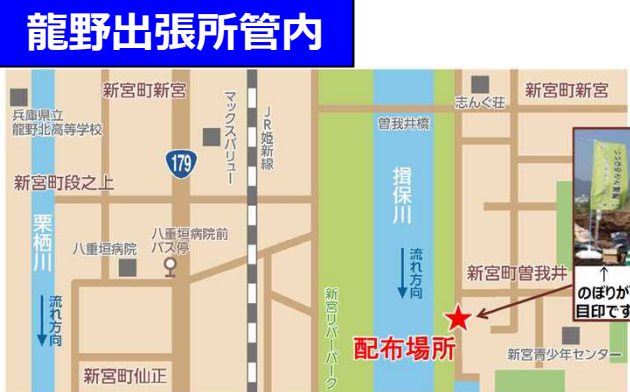 龍野出張所管内
新宮町新宮
兵庫県立
龍野北高等学校
マックスバリュー
JR姫新線
179
志んぐ荘
新宮町新宮
曽我井橋
新宮町段之上
揖保川
栗栖川
八重垣病院
八重垣病院前
バス停
流れ方向
新宮町曽我井
↑
のぼりが
目印です
流れ方向
新宮リバーパーク
配布場所
新宮青少年センター
新宮町仙正